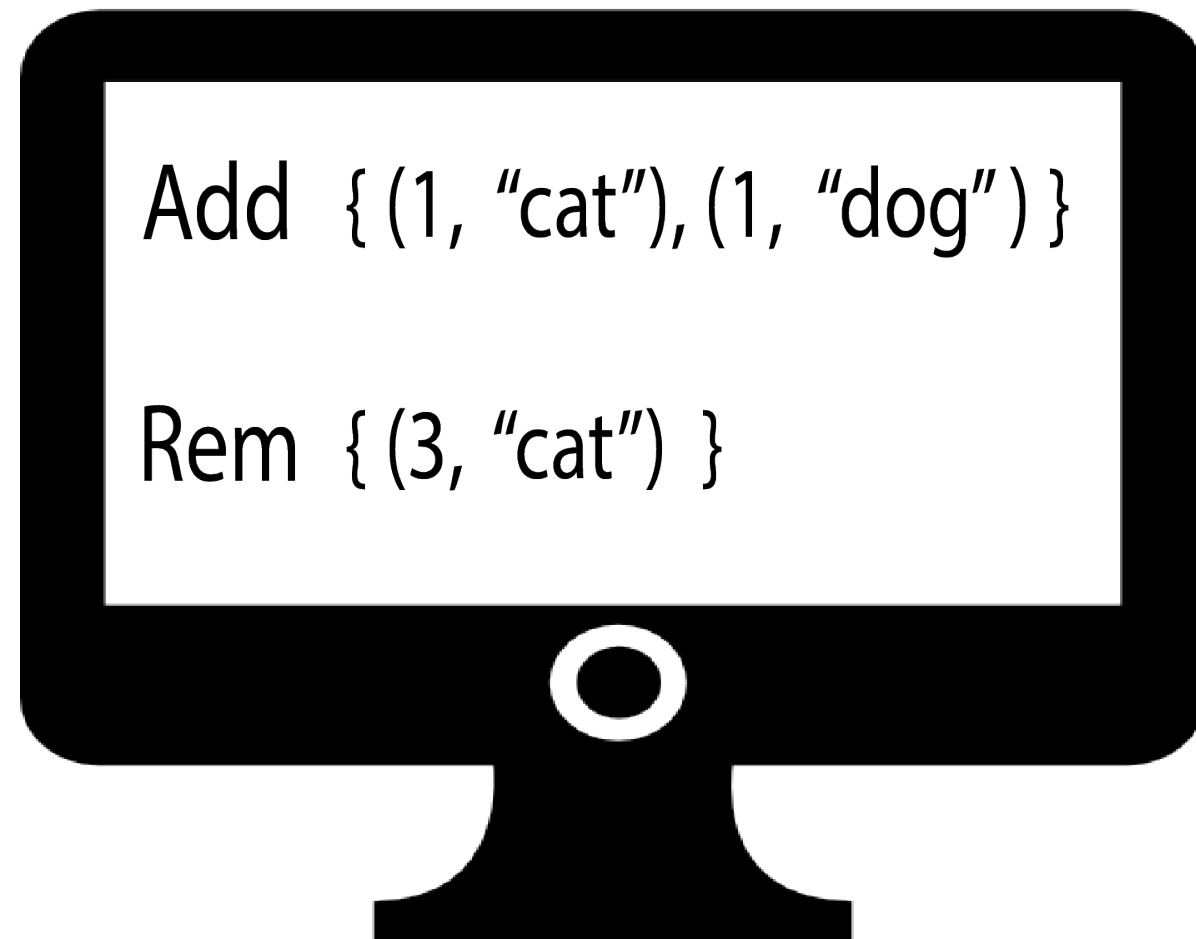 Add { (1, “cat”), (1, “dog” ) }
Rem { (3, “cat”) }